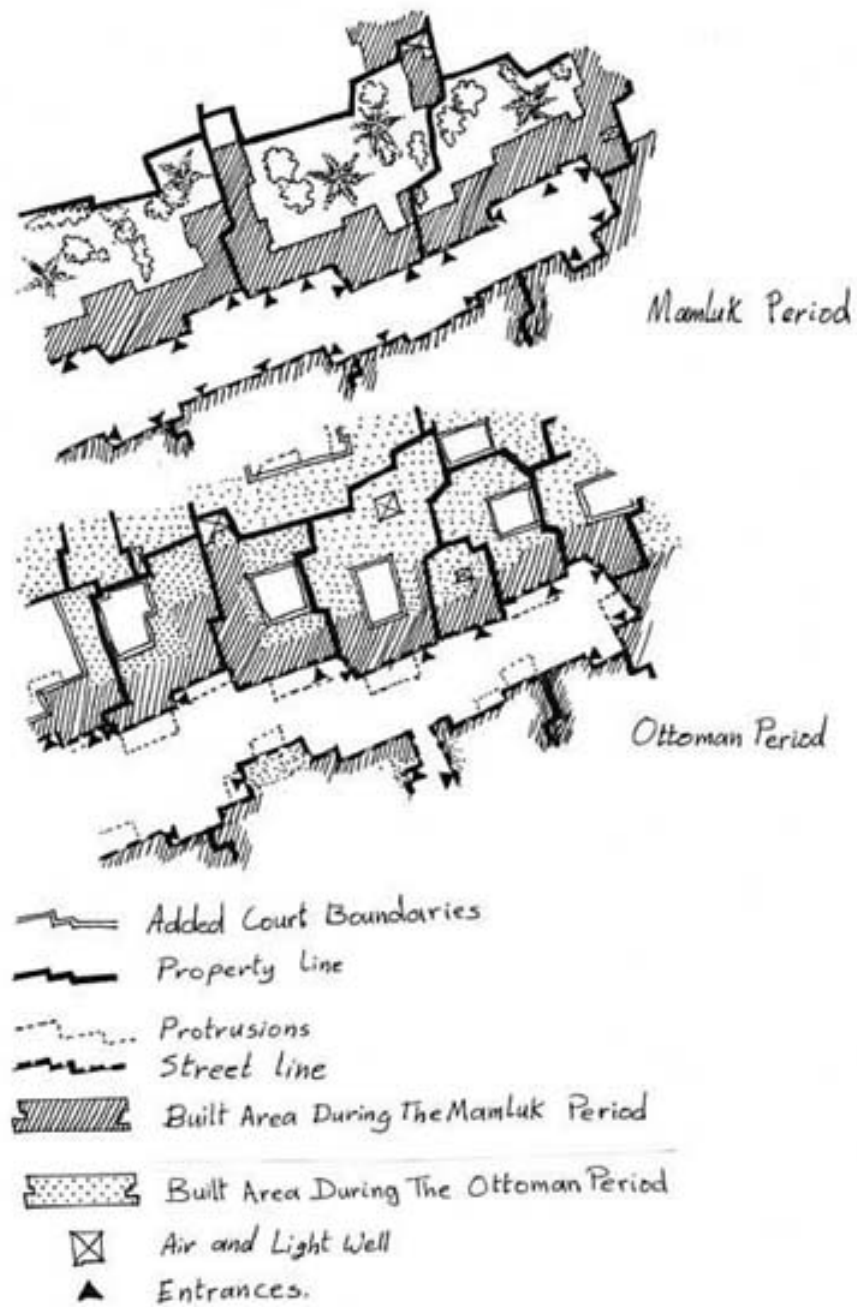 Mamluk Period
Ottoman Period
Added Court Boundaries
Property Line
Protrusions
Street line
Built Area During The Mamluk Period
Built Area During The Ottoman Period
Air and Light Well
Entrances.